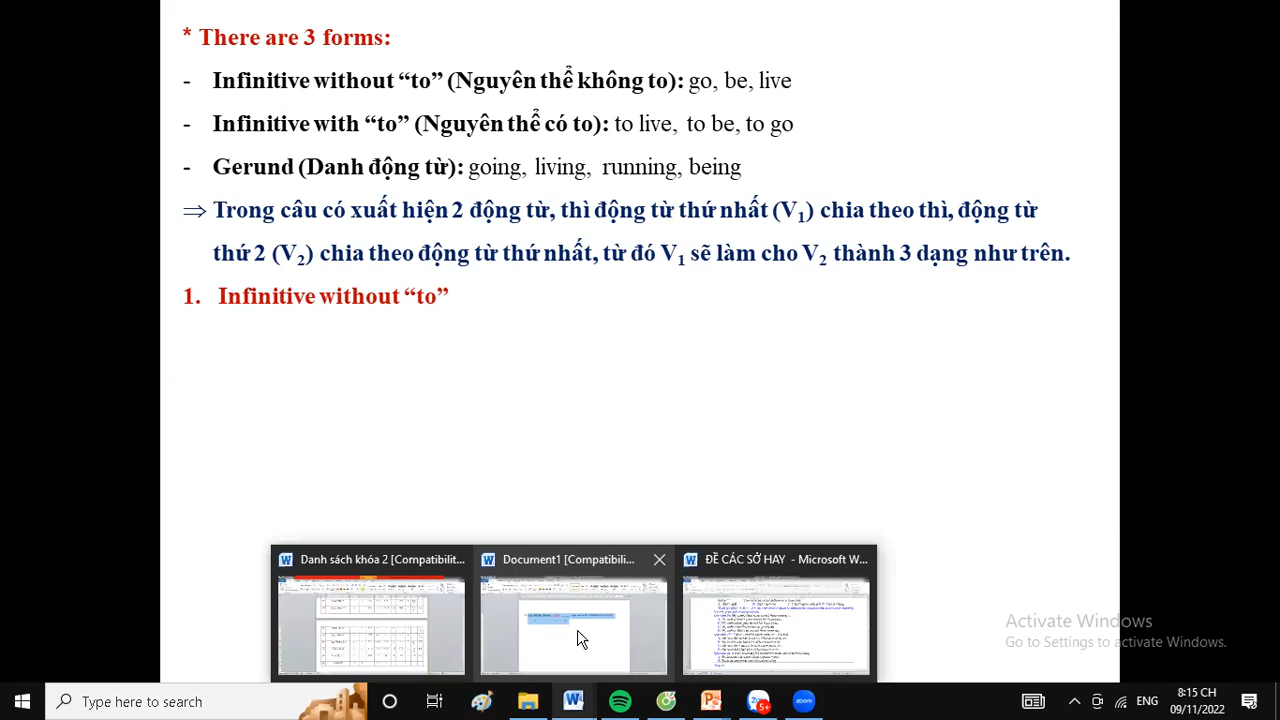 * There are 3 forms:
- Infinitive without “to” (Nguyên thể không to): go, be, live
- Infinitive with “to” (Nguyên thể có to): to live, to be, to go
- Gerund (Danh động từ): going, living, running, being
⇒ Trong câu có xuất hiện 2 động từ, thì động từ thứ nhất (V₁) chia theo thì, động từ
thứ 2 (V₂) chia theo động từ thứ nhất, từ đó V₁ sẽ làm cho V₂ thành 3 dạng như trên.
1. Infinitive without “to”
Danh sách khóa 2 [Compatibilit...
Document1 [Compatibili...
ĐỀ CÁC SỞ HAY - Microsoft W...
Activate Windows
Go to Settings to activate Windows.
Type here to search
5+
zoom
ENG
8:15 CH
09/11/2022